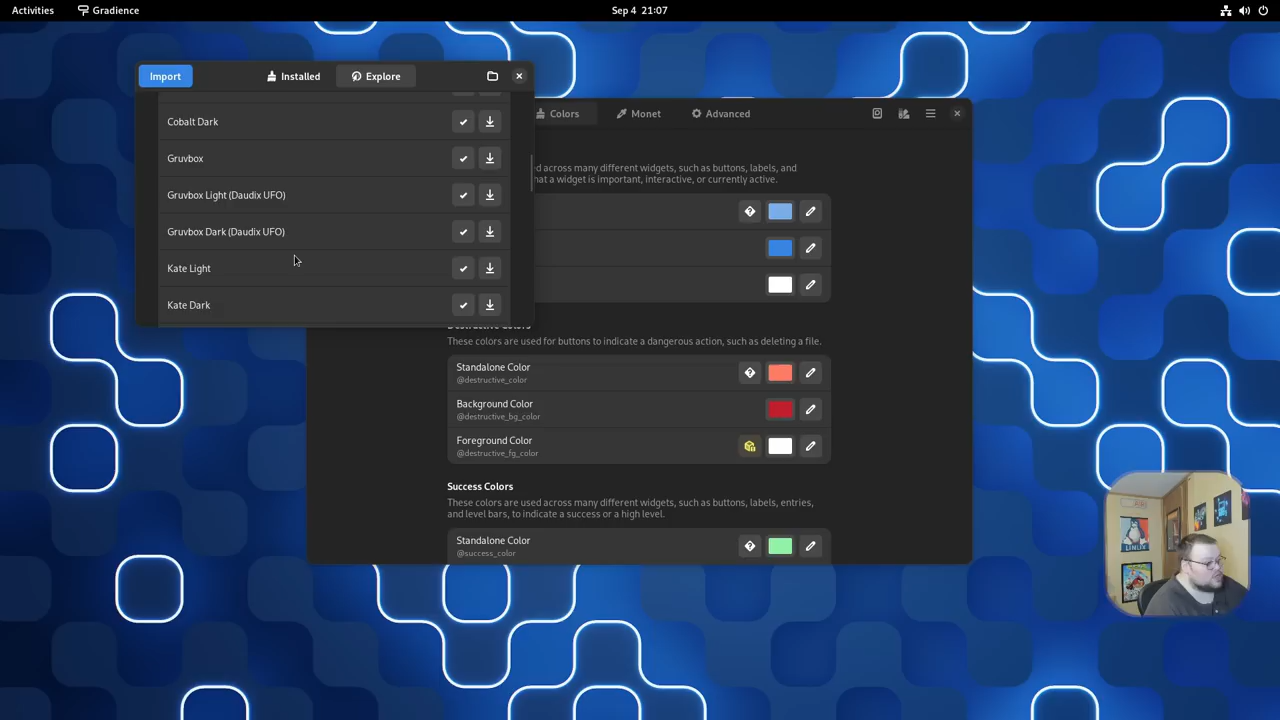 Activities
Gradience
Sep 4 21:07
Import
Installed
Explore
Cobalt Dark
Gruvbox
Gruvbox Light (Daudix UFO)
Gruvbox Dark (Daudix UFO)
Kate Light
Kate Dark
Colors
Monet
Advanced
ed across many different widgets, such as buttons, labels, and
hat a widget is important, interactive, or currently active.
Destructive Colors
These colors are used for buttons to indicate a dangerous action, such as deleting a file.
Standalone Color
@destructive_color
Background Color
@destructive_bg_color
Foreground Color
@destructive_fg_color
Success Colors
These colors are used across many different widgets, such as buttons, labels, entries,
and level bars, to indicate a success or a high level.
Standalone Color
@success_color
LINUX